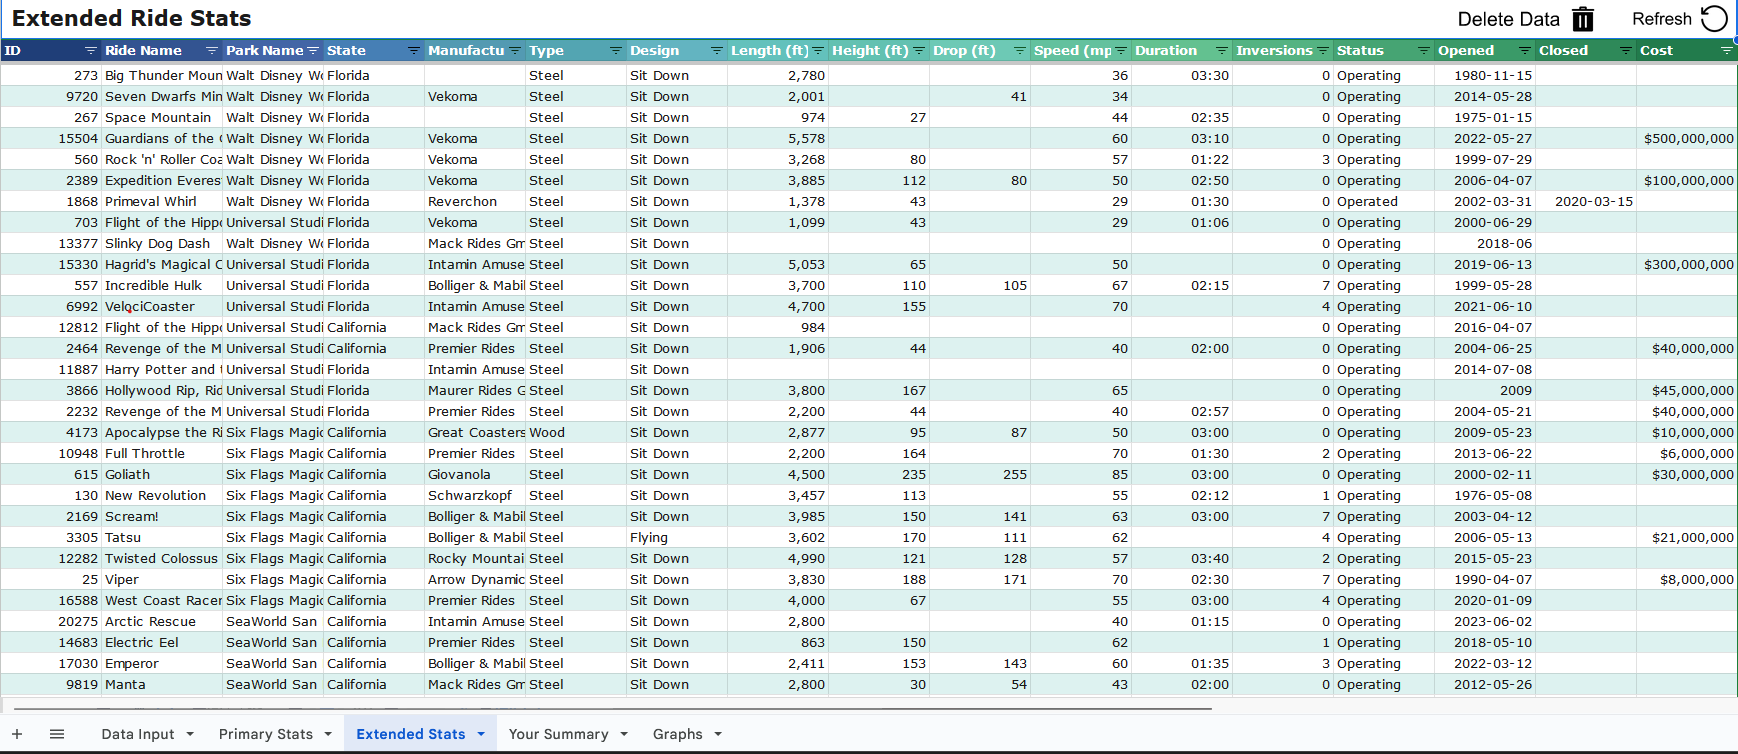 Extended Ride Stats Delete Data Refresh
ID Ride Name Park Name State Manufactu Type Design Length (ft) Height (ft) Drop (ft) Speed (mp Duration Inversions Status Opened Closed Cost
273 Big Thunder Moun Walt Disney Wo Florida Steel Sit Down 2,780 36 03:30 0 Operating 1980-11-15
9720 Seven Dwarfs Min Walt Disney Wo Florida Vekoma Steel Sit Down 2,001 41 34 0 Operating 2014-05-28
267 Space Mountain Walt Disney Wo Florida Steel Sit Down 974 27 44 02:35 0 Operating 1975-01-15
15504 Guardians of the Walt Disney Wo Florida Vekoma Steel Sit Down 5,578 60 03:10 0 Operating 2022-05-27 $500,000,000
560 Rock 'n' Roller Coa Walt Disney Wo Florida Vekoma Steel Sit Down 3,268 80 57 01:22 3 Operating 1999-07-29
2389 Expedition Everes Walt Disney Wo Florida Vekoma Steel Sit Down 3,885 112 80 50 02:50 0 Operating 2006-04-07 $100,000,000
1868 Primeval Whirl Walt Disney Wo Florida Reverchon Steel Sit Down 1,378 43 29 01:30 0 Operated 2002-03-31 2020-03-15
703 Flight of the Hippo Universal Studi Florida Vekoma Steel Sit Down 1,099 43 29 01:06 0 Operating 2000-06-29
13377 Slinky Dog Dash Walt Disney Wo Florida Mack Rides Gm Steel Sit Down 0 Operating 2018-06
15330 Hagrid's Magical C Universal Studi Florida Intamin Amuse Steel Sit Down 5,053 65 50 0 Operating 2019-06-13 $300,000,000
557 Incredible Hulk Universal Studi Florida Bolliger & Mabil Steel Sit Down 3,700 110 105 67 02:15 7 Operating 1999-05-28
6992 VelociCoaster Universal Studi Florida Intamin Amuse Steel Sit Down 4,700 155 70 4 Operating 2021-06-10
12812 Flight of the Hippo Universal Studi California Mack Rides Gm Steel Sit Down 984 0 Operating 2016-04-07
2464 Revenge of the M Universal Studi California Premier Rides Steel Sit Down 1,906 44 40 02:00 0 Operating 2004-06-25 $40,000,000
11887 Harry Potter and t Universal Studi Florida Intamin Amuse Steel Sit Down 0 Operating 2014-07-08
3866 Hollywood Rip, Rid Universal Studi Florida Maurer Rides G Steel Sit Down 3,800 167 65 0 Operating 2009 $45,000,000
2232 Revenge of the M Universal Studi Florida Premier Rides Steel Sit Down 2,200 44 40 02:57 0 Operating 2004-05-21 $40,000,000
4173 Apocalypse the Ri Six Flags Magic California Great Coasters Wood Sit Down 2,877 95 87 50 03:00 0 Operating 2009-05-23 $10,000,000
10948 Full Throttle Six Flags Magic California Premier Rides Steel Sit Down 2,200 164 70 01:30 2 Operating 2013-06-22 $6,000,000
615 Goliath Six Flags Magic California Giovanola Steel Sit Down 4,500 235 255 85 03:00 0 Operating 2000-02-11 $30,000,000
130 New Revolution Six Flags Magic California Schwarzkopf Steel Sit Down 3,457 113 55 02:12 1 Operating 1976-05-08
2169 Scream! Six Flags Magic California Bolliger & Mabil Steel Sit Down 3,985 150 141 63 03:00 7 Operating 2003-04-12
3305 Tatsu Six Flags Magic California Bolliger & Mabil Steel Flying 3,602 170 111 62 4 Operating 2006-05-13 $21,000,000
12282 Twisted Colossus Six Flags Magic California Rocky Mountai Steel Sit Down 4,990 121 128 57 03:40 2 Operating 2015-05-23
25 Viper Six Flags Magic California Arrow Dynamic Steel Sit Down 3,830 188 171 70 02:30 7 Operating 1990-04-07 $8,000,000
16588 West Coast Racer Six Flags Magic California Premier Rides Steel Sit Down 4,000 67 55 03:00 4 Operating 2020-01-09
20275 Arctic Rescue SeaWorld San California Intamin Amuse Steel Sit Down 2,800 40 01:15 0 Operating 2023-06-02
14683 Electric Eel SeaWorld San California Premier Rides Steel Sit Down 863 150 62 1 Operating 2018-05-10
17030 Emperor SeaWorld San California Bolliger & Mabil Steel Sit Down 2,411 153 143 60 01:35 3 Operating 2022-03-12
9819 Manta SeaWorld San California Mack Rides Gm Steel Sit Down 2,800 30 54 43 02:00 0 Operating 2012-05-26
Data Input Primary Stats Extended Stats Your Summary Graphs